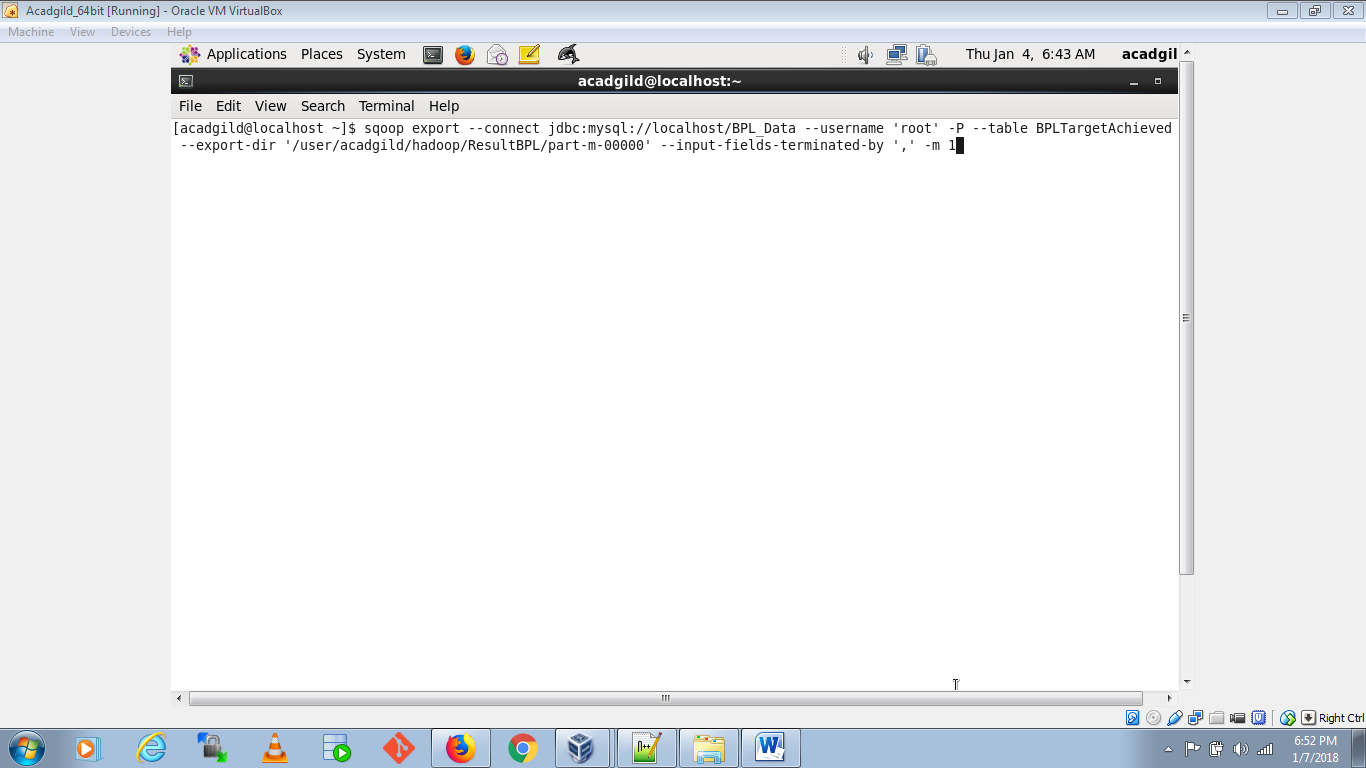 Acadgild_64bit [Running] - Oracle VM VirtualBox
Machine View Devices Help
Applications Places System Thu Jan 4, 6:43 AM acadgil
acadgild@localhost:~
File Edit View Search Terminal Help
[acadgild@localhost ~]$ sqoop export --connect jdbc:mysql://localhost/BPL_Data --username 'root' -P --table BPLTargetAchieved
--export-dir '/user/acadgild/hadoop/ResultBPL/part-m-00000' --input-fields-terminated-by ',' -m 1
Right Ctrl
6:52 PM
1/7/2018